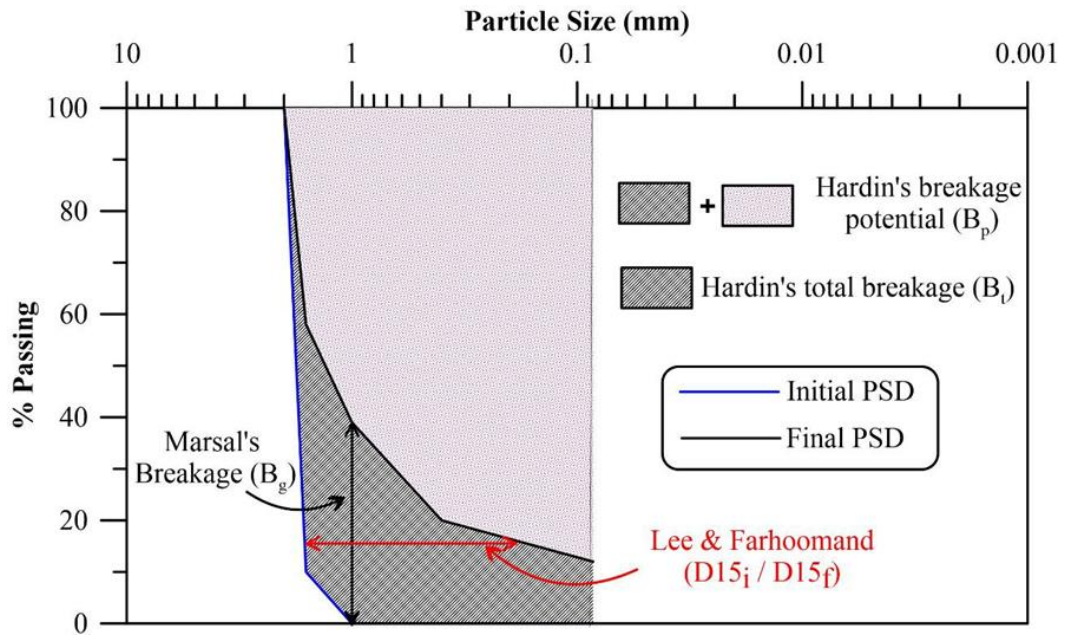 Particle Size (mm)
10 1 0.1 0.01 0.001
100
80
60
40
20
0
% Passing
Hardin's breakage
potential (Bp)
+
Hardin's total breakage (Bt)
Initial PSD
Final PSD
Marsal's
Breakage (Bg)
Lee & Farhoomand
(D15i / D15f)